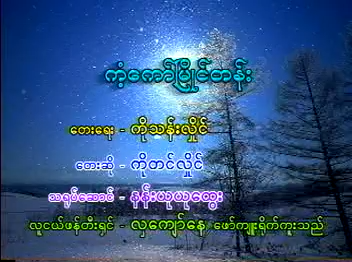 ကံ့ကော်ပြိုင်တန်း
တေးရေး - ကိုသန်းလှိုင်
တေးဆို - ကိုတင်လှိုင်
သရုပ်ဆောင် - နန်းယုယုထွေး
လူငယ်ဖန်တီးရှင် - လှကျော်နေ ဖော်ကျူးရိုက်ကူးသည်